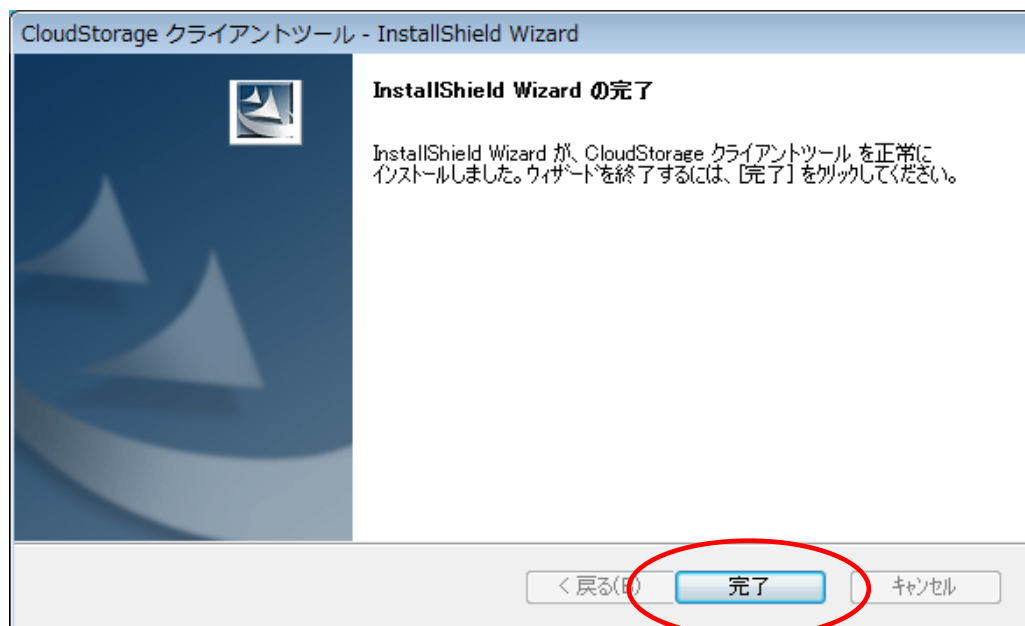 CloudStorage クライアントツール - InstallShield Wizard
InstallShield Wizard の完了
InstallShield Wizard が、CloudStorage クライアントツール を正常に
インストールしました。ウィザードを終了するには、[完了] をクリックしてください。
< 戻る(B) 完了 キャンセル